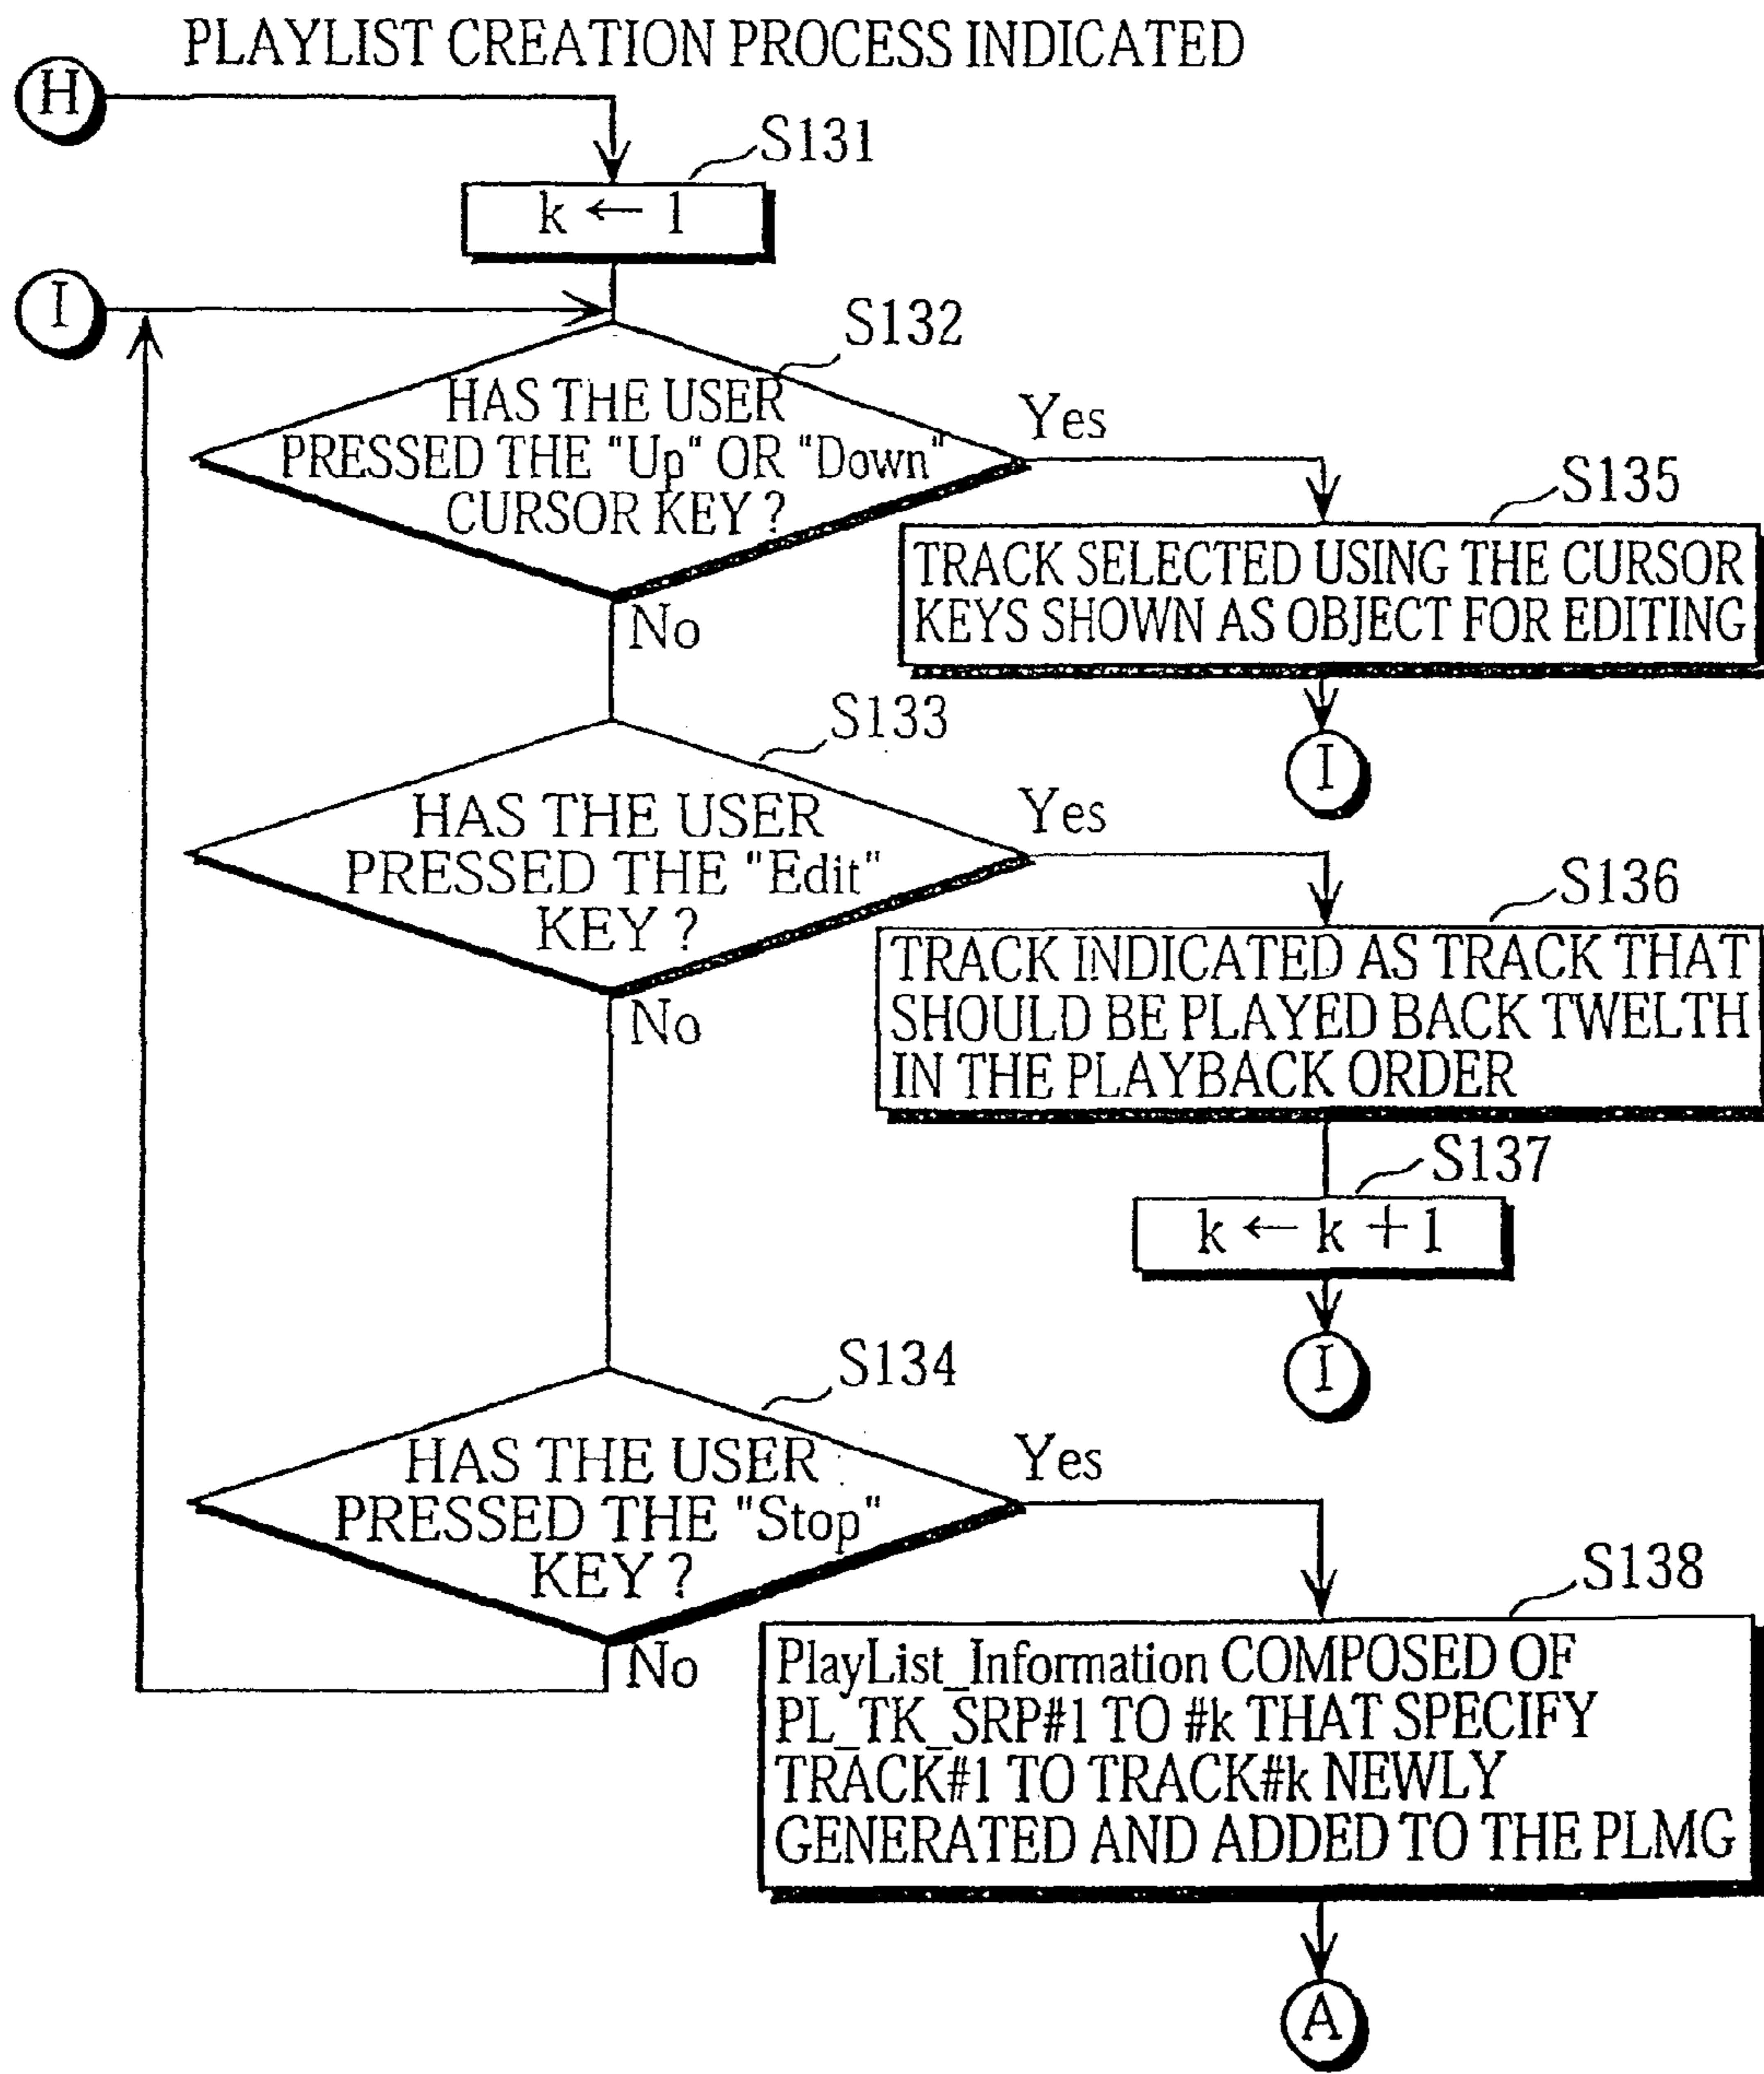 PLAYLIST CREATION PROCESS INDICATED
H
S131
k ← 1
I
S132
HAS THE USER
PRESSED THE "Up" OR "Down"
CURSOR KEY ?
Yes
No
S135
TRACK SELECTED USING THE CURSOR
KEYS SHOWN AS OBJECT FOR EDITING
I
S133
HAS THE USER
PRESSED THE "Edit"
KEY ?
Yes
No
S136
TRACK INDICATED AS TRACK THAT
SHOULD BE PLAYED BACK TWELTH
IN THE PLAYBACK ORDER
S137
k ← k + 1
I
S134
HAS THE USER
PRESSED THE "Stop"
KEY ?
Yes
No
S138
PlayList_Information COMPOSED OF
PL_TK_SRP#1 TO #k THAT SPECIFY
TRACK#1 TO TRACK#k NEWLY
GENERATED AND ADDED TO THE PLMG
A